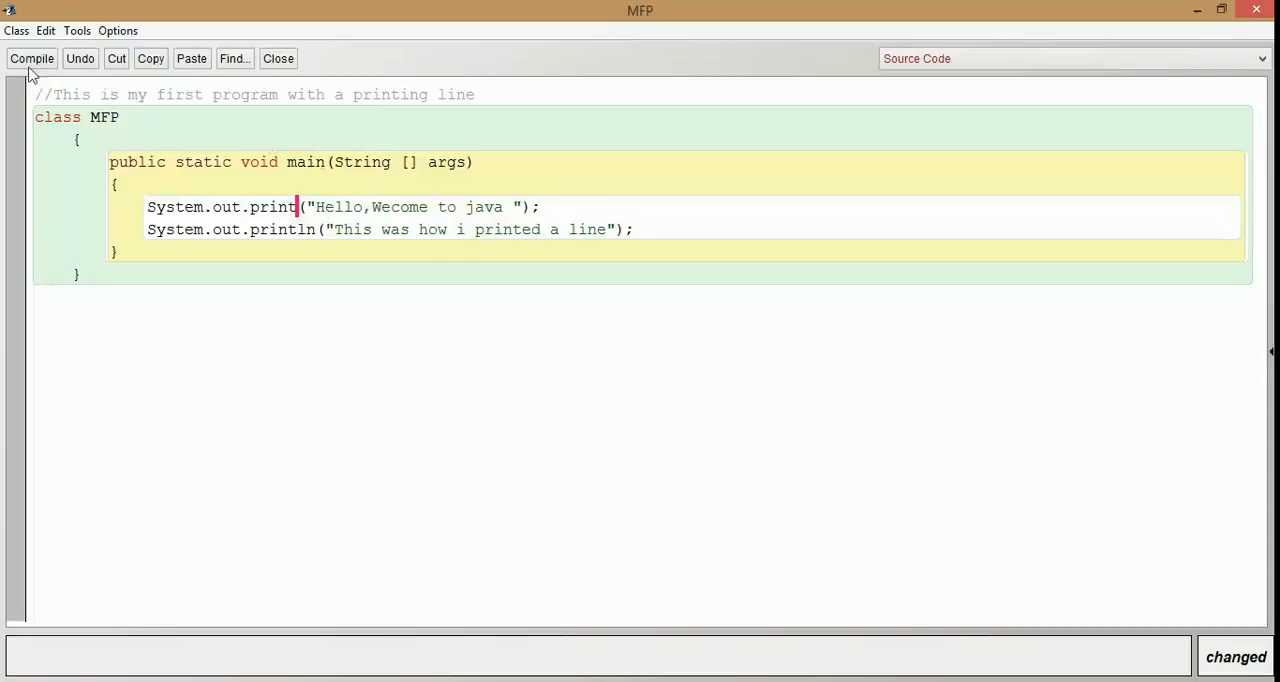 MFP
Class Edit Tools Options
Compile Undo Cut Copy Paste Find... Close Source Code
//This is my first program with a printing line
class MFP
{
public static void main(String [] args)
{
System.out.print("Hello,Wecome to java ");
System.out.println("This was how i printed a line");
}
}
changed